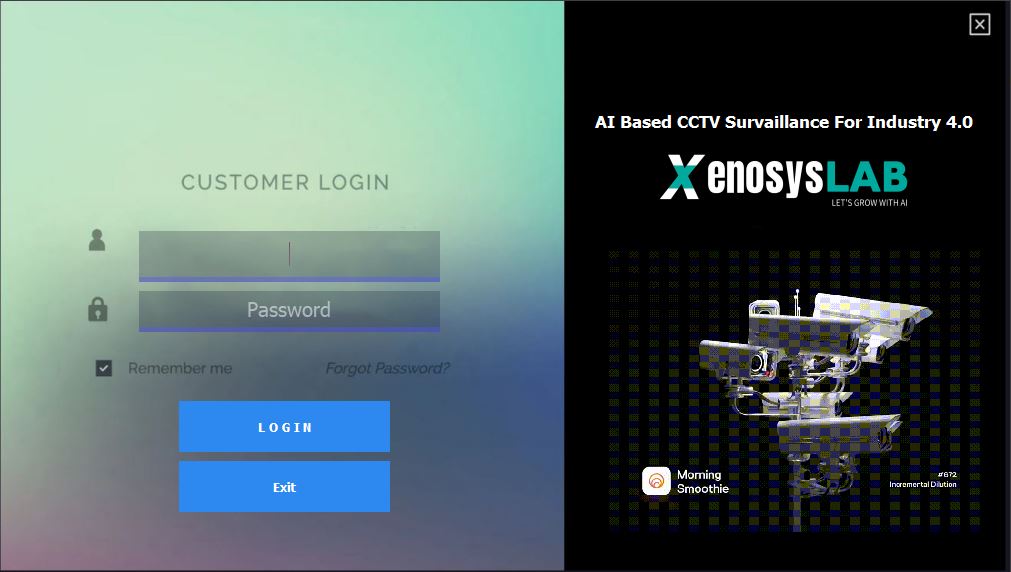 CUSTOMER LOGIN
Password
Remember me
Forgot Password?
LOGIN
Exit
AI Based CCTV Survaillance For Industry 4.0
XenosysLAB
LET'S GROW WITH AI
Morning
Smoothie
#672
Incremental Dilution